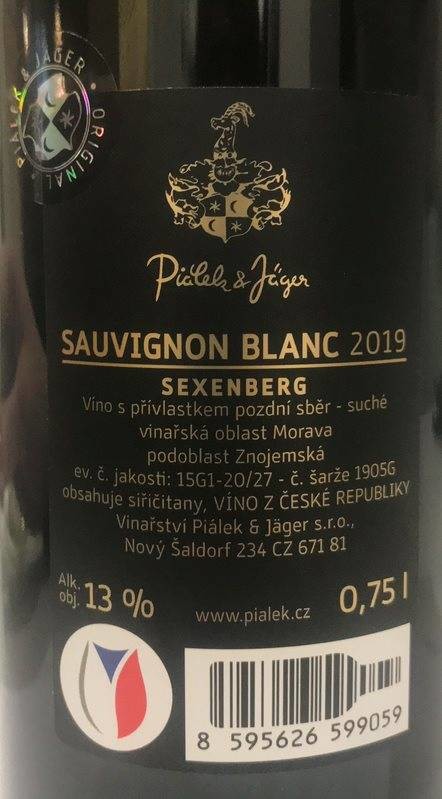 PIÁLEK & JÄGER • ORIGINAL •
Piálek & Jäger
SAUVIGNON BLANC 2019
SEXENBERG
Víno s přívlastkem pozdní sběr - suché
vinařská oblast Morava
podoblast Znojemská
ev. č. jakosti: 15G1-20/27 - č. šarže 1905G
obsahuje siřičitany, VÍNO Z ČESKÉ REPUBLIKY
Vinařství Piálek & Jäger s.r.o.,
Nový Šaldorf 234 CZ 671 81
Alk. obj. 13 %
www.pialek.cz
0,75 l
8 595626 599059